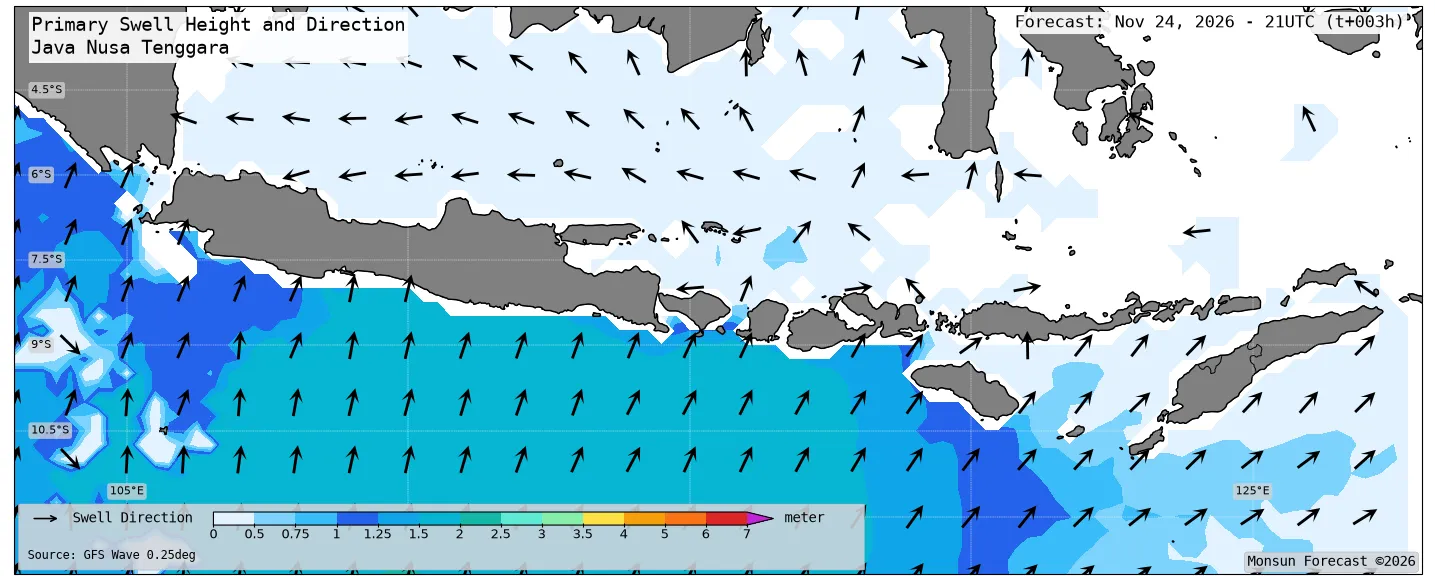 Primary Swell Height and Direction
Java Nusa Tenggara
Forecast: Nov 24, 2026 - 21UTC (t+003h)
4.5°S
6°S
7.5°S
9°S
10.5°S
105°E
125°E
Swell Direction
0 0.5 0.75 1 1.25 1.5 2 2.5 3 3.5 4 5 6 7
meter
Source: GFS Wave 0.25deg
Monsun Forecast ©2026